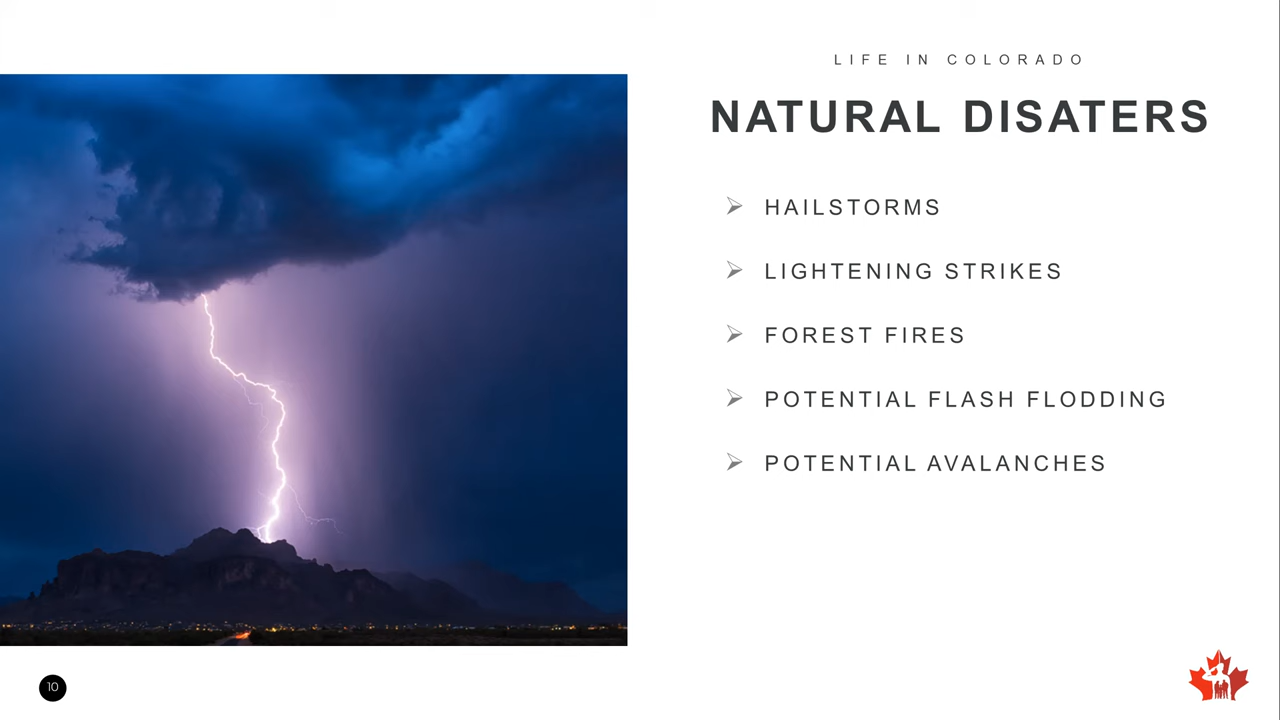 LIFE IN COLORADO
NATURAL DISATERS
HAILSTORMS
LIGHTENING STRIKES
FOREST FIRES
POTENTIAL FLASH FLODDING
POTENTIAL AVALANCHES
10